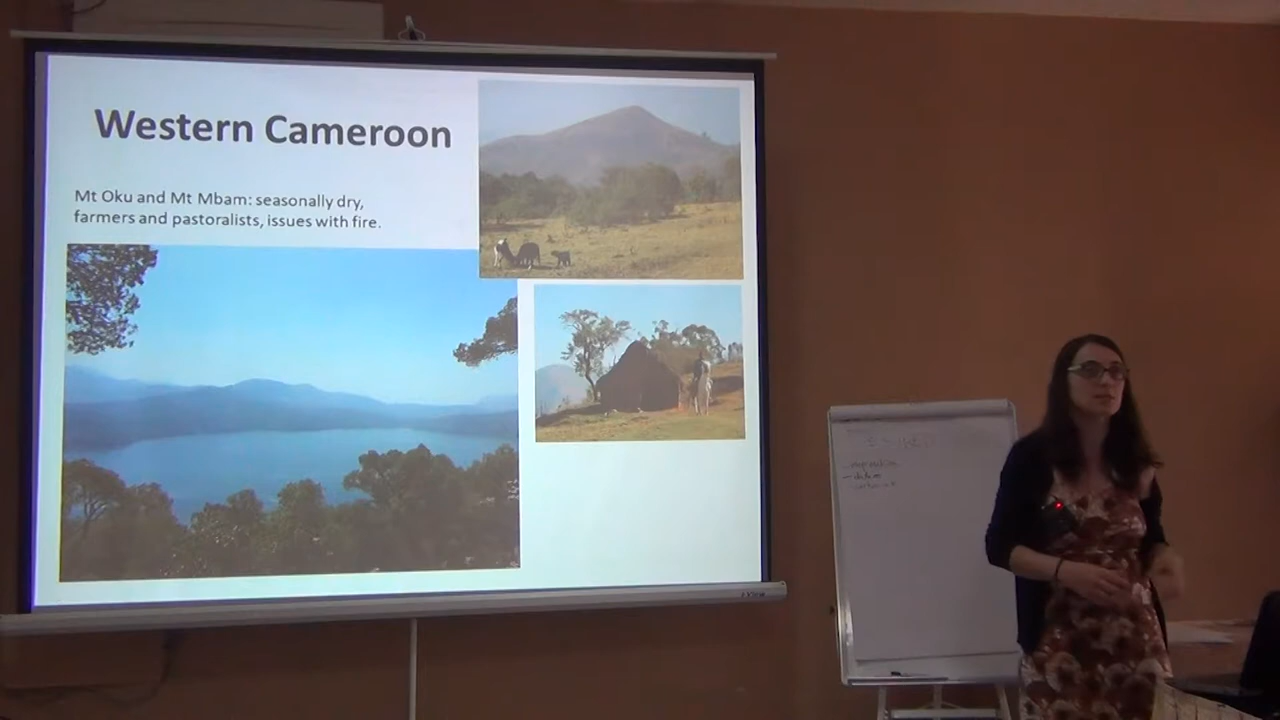 Western Cameroon
Mt Oku and Mt Mbam: seasonally dry,
farmers and pastoralists, issues with fire.